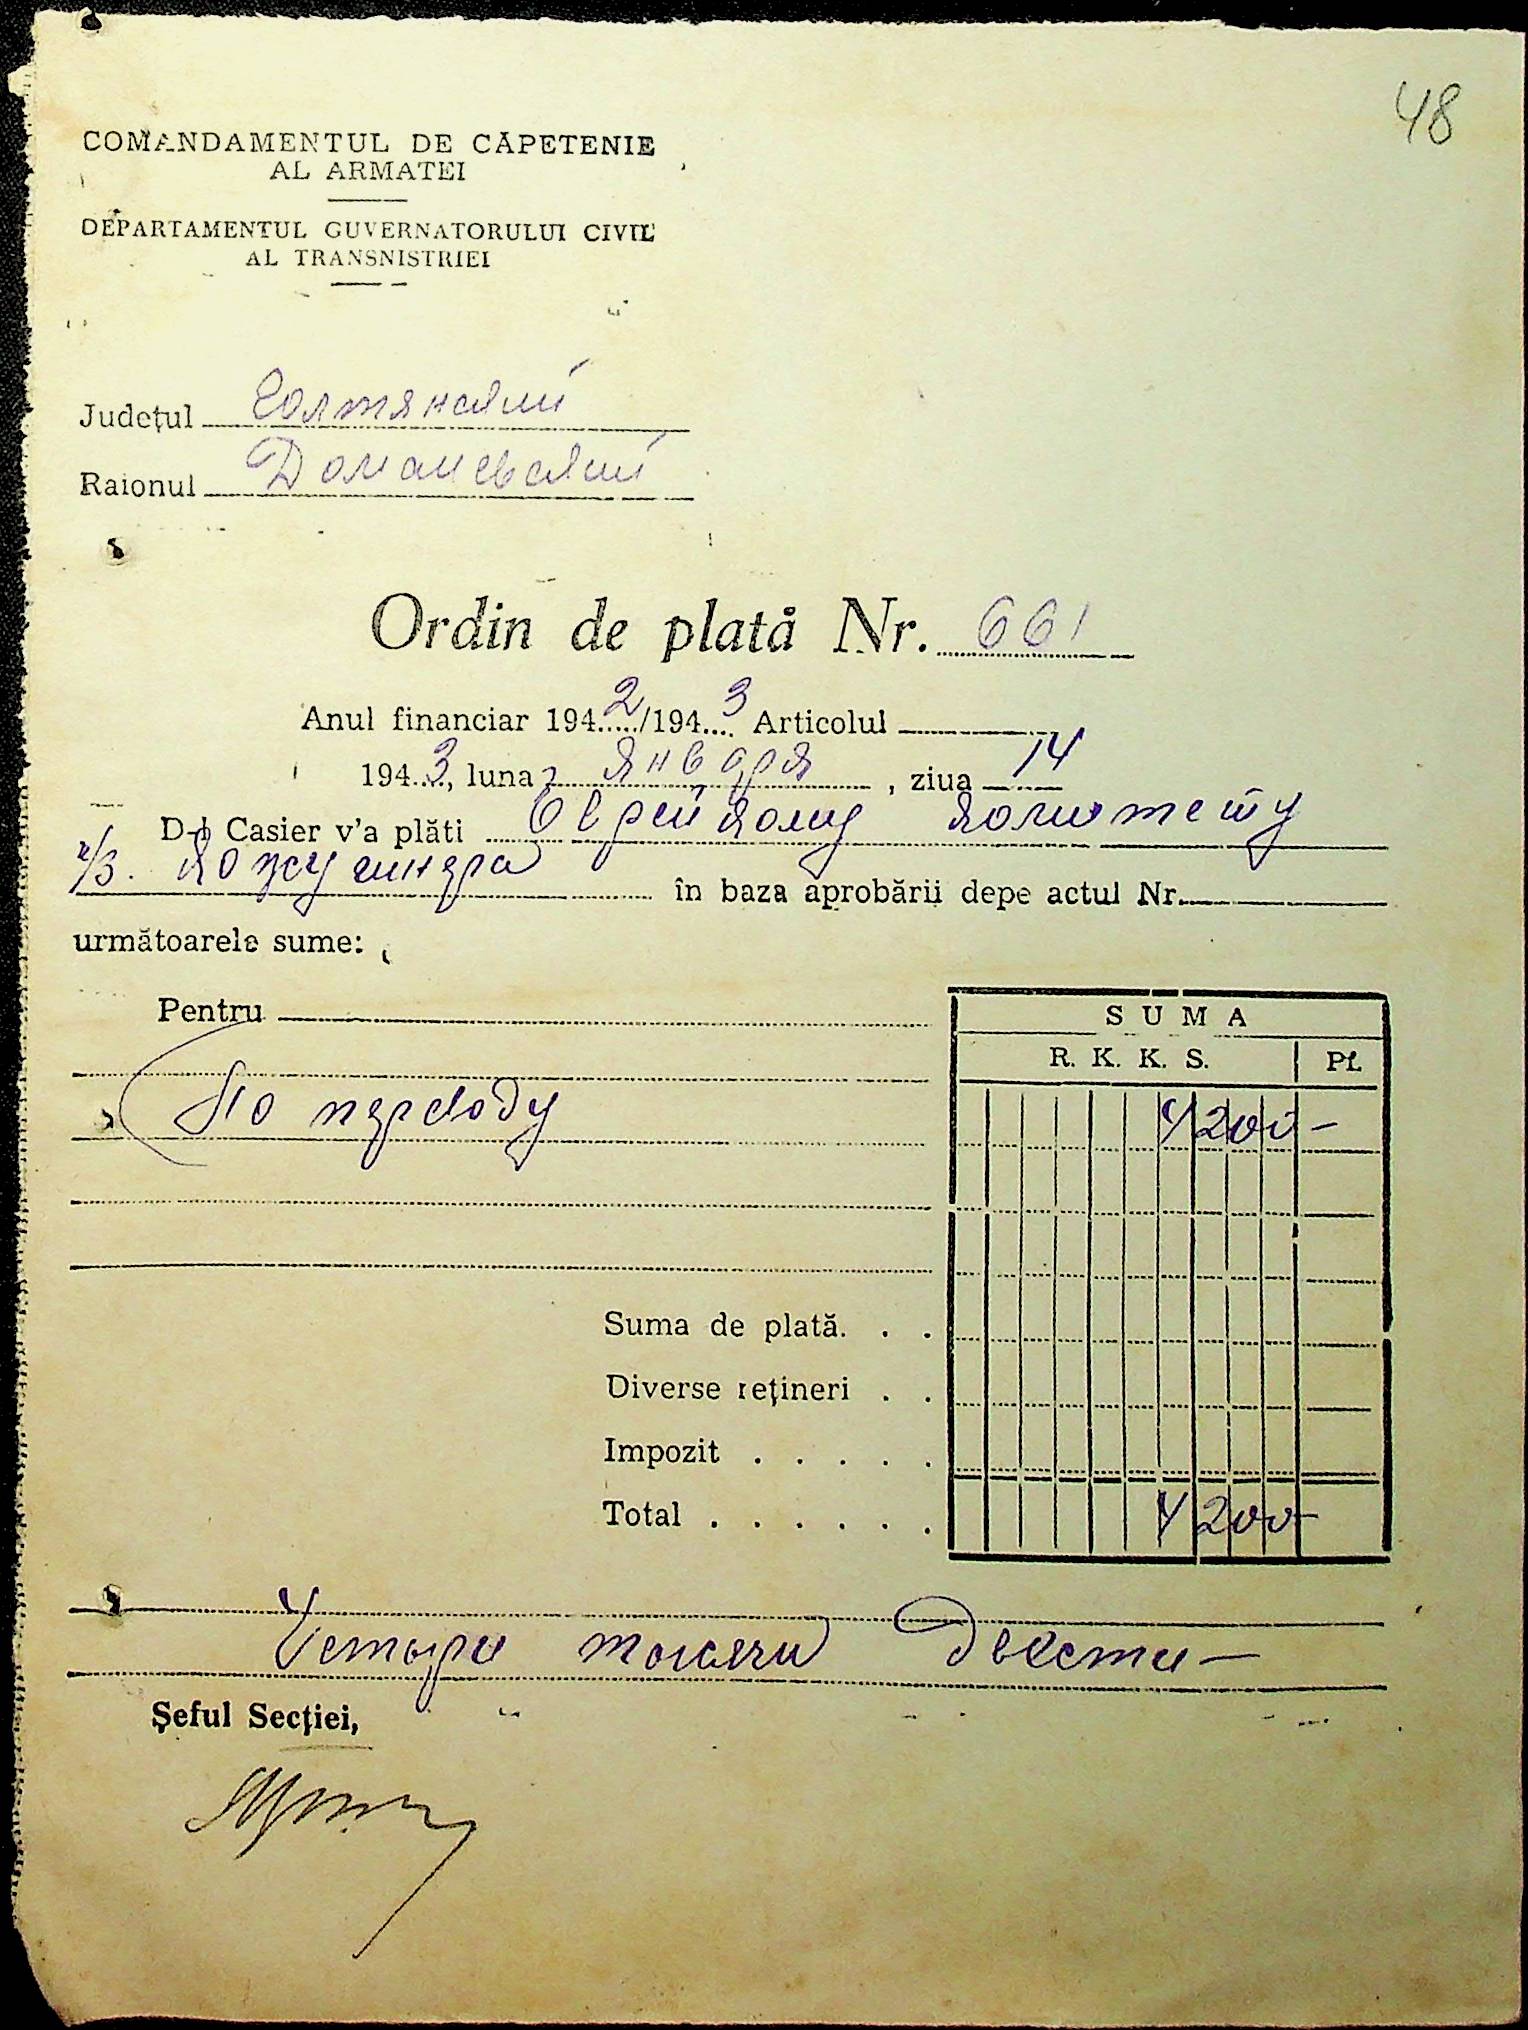 48
COMANDAMENTUL DE CĂPETENIE
AL ARMATEI
DEPARTAMENTUL GUVERNATORULUI CIVIL
AL TRANSNISTRIEI
Județul Голтянский
Raionul Доманевский
Ordin de plată Nr. 661
Anul financiar 1942/1943 Articolul
1943, luna января, ziua 14
D-l Casier v'a plăti Еврейскому комитету
ч/з. în baza aprobării depe actul Nr.
următoarele sume:
Pentru
SUMA
R. K. K. S. Pf.
По наряду 4200-
Suma de plată . . .
Diverse rețineri . .
Impozit . . . . .
Total . . . . . . 4200-
Четыре тысячи двести-
Șeful Secției,